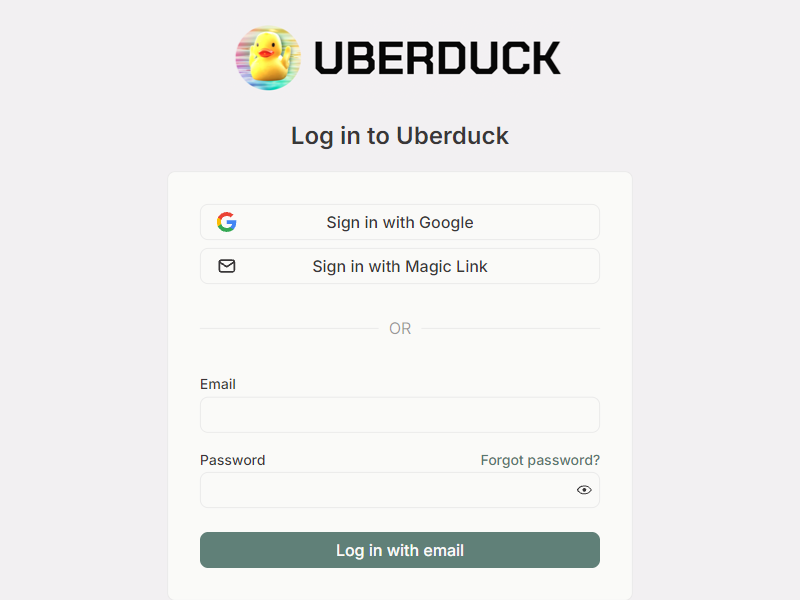 UBERDUCK
Log in to Uberduck
Sign in with Google
Sign in with Magic Link
OR
Email
Password
Forgot password?
Log in with email